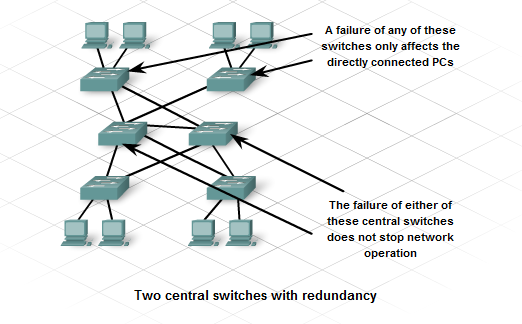 A failure of any of these
switches only affects the
directly connected PCs
The failure of either of
these central switches
does not stop network
operation
Two central switches with redundancy